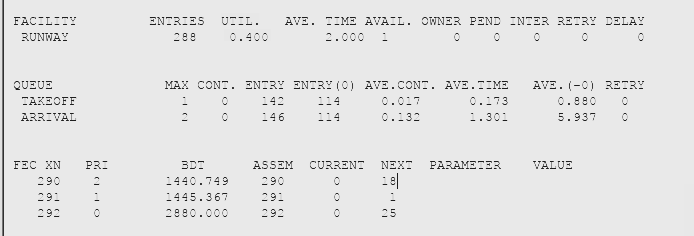 FACILITY ENTRIES UTIL. AVE. TIME AVAIL. OWNER PEND INTER RETRY DELAY
RUNWAY 288 0.400 2.000 1 0 0 0 0 0
QUEUE MAX CONT. ENTRY ENTRY(0) AVE.CONT. AVE.TIME AVE.(-0) RETRY
TAKEOFF 1 0 142 114 0.017 0.173 0.880 0
ARRIVAL 2 0 146 114 0.132 1.301 5.937 0
FEC XN PRI BDT ASSEM CURRENT NEXT PARAMETER VALUE
290 2 1440.749 290 0 18
291 1 1445.367 291 0 1
292 0 2880.000 292 0 25